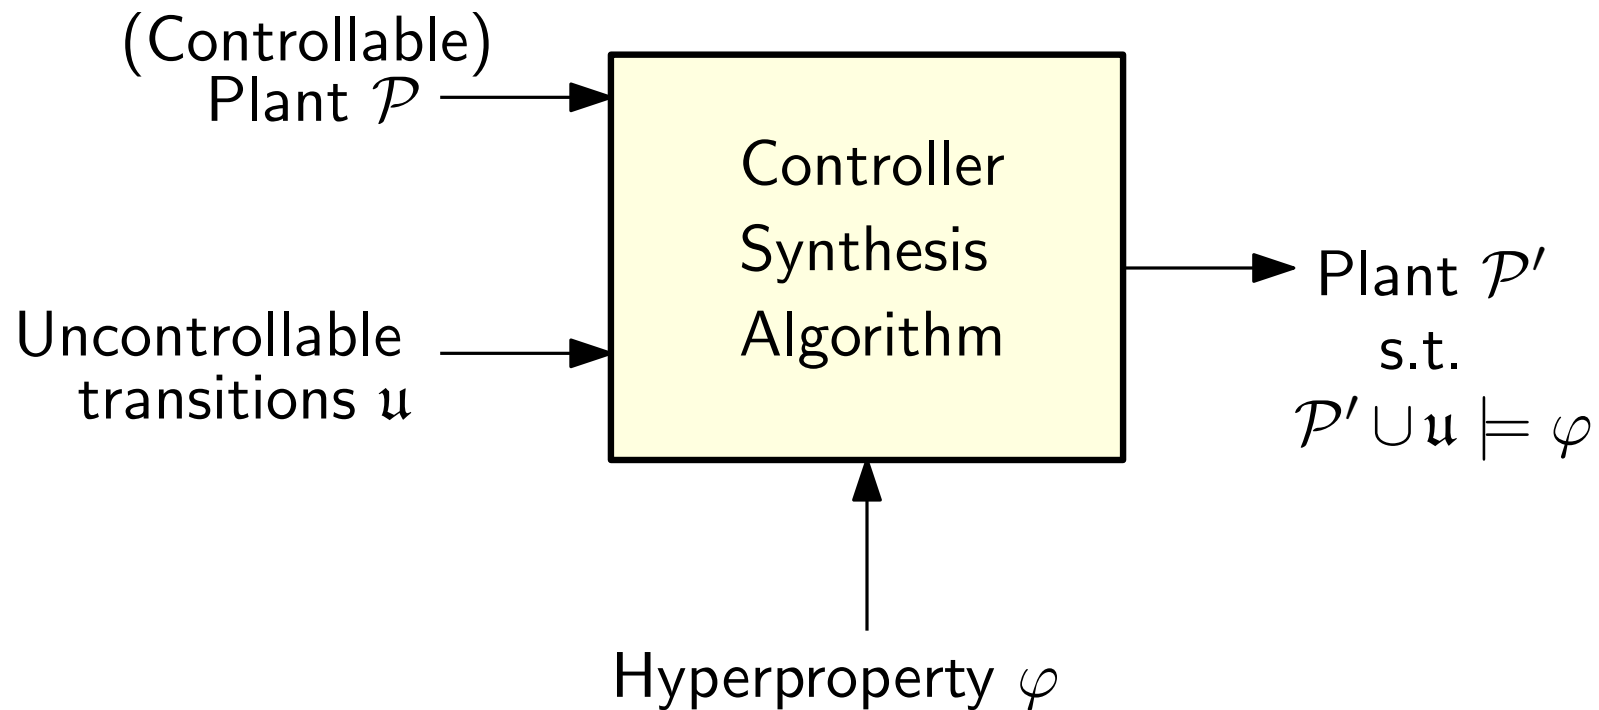 (Controllable)
Plant 𝒫
Uncontrollable
transitions 𝔲
Controller
Synthesis
Algorithm
Hyperproperty φ
Plant 𝒫′
s.t.
𝒫′ ∪ 𝔲 ⊨ φ